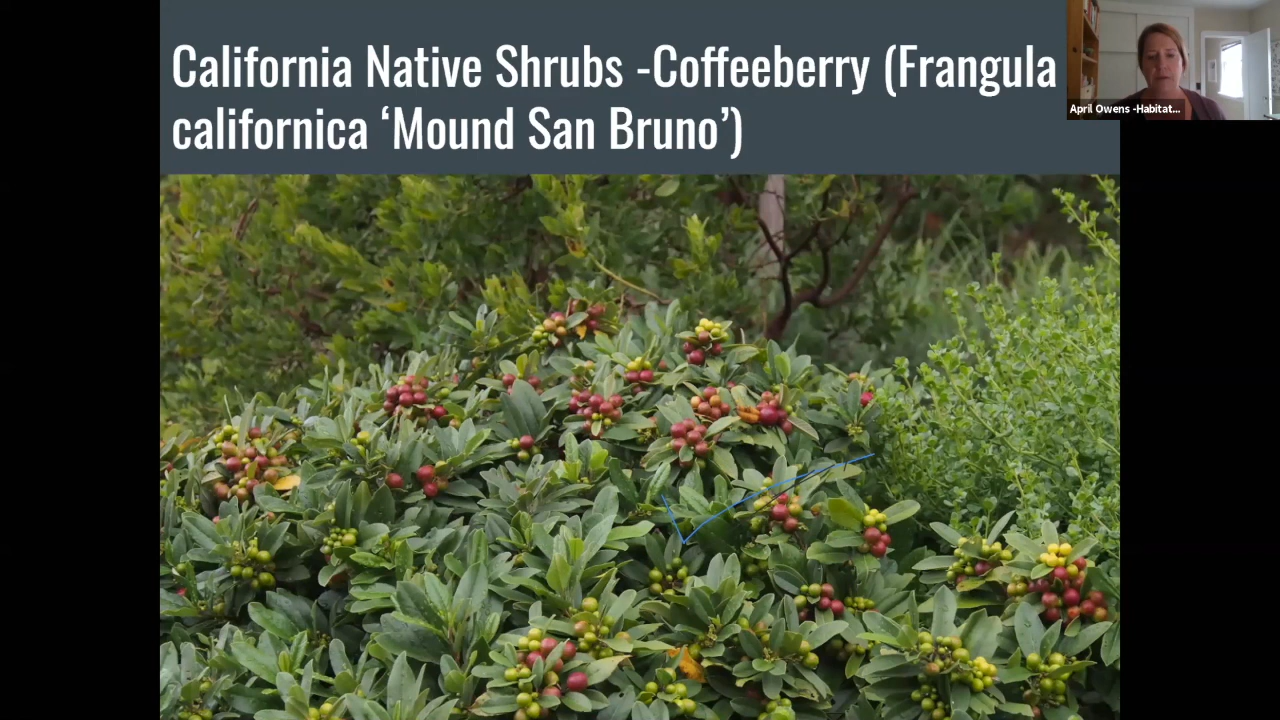 California Native Shrubs -Coffeeberry (Frangula
californica ‘Mound San Bruno’)
April Owens -Habitat...